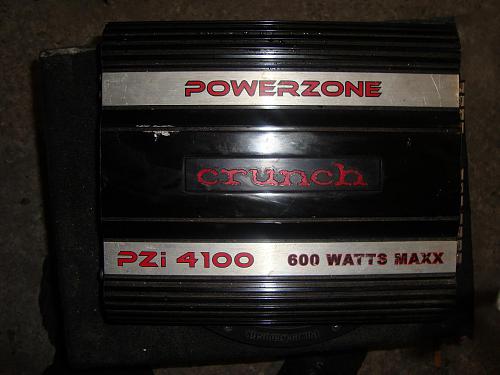 POWERZONE
crunch
PZi 4100 600 WATTS MAXX